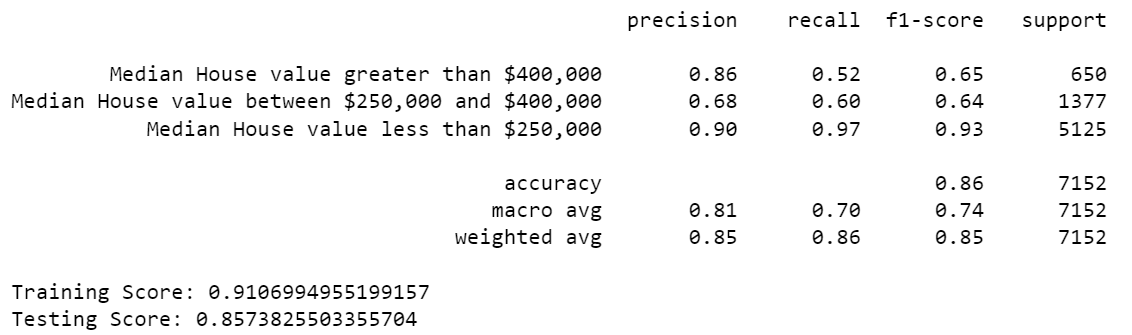 precision recall f1-score support
Median House value greater than $400,000 0.86 0.52 0.65 650
Median House value between $250,000 and $400,000 0.68 0.60 0.64 1377
Median House value less than $250,000 0.90 0.97 0.93 5125
accuracy 0.86 7152
macro avg 0.81 0.70 0.74 7152
weighted avg 0.85 0.86 0.85 7152
Training Score: 0.9106994955199157
Testing Score: 0.8573825503355704